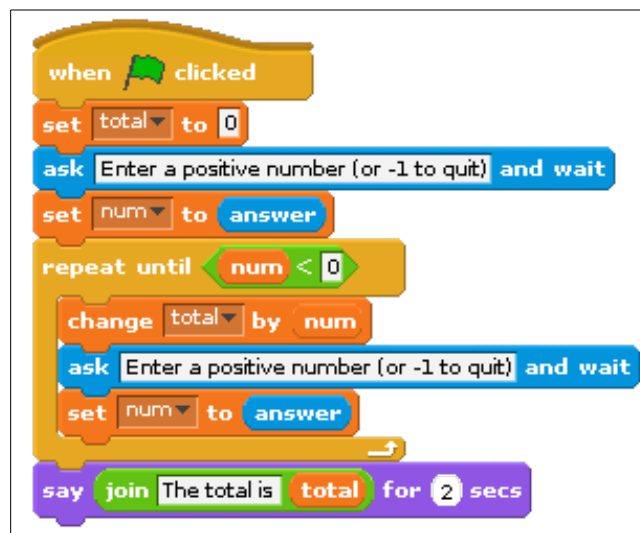 when clicked
set total to 0
ask Enter a positive number (or -1 to quit) and wait
set num to answer
repeat until num < 0
change total by num
ask Enter a positive number (or -1 to quit) and wait
set num to answer
say join The total is total for 2 secs